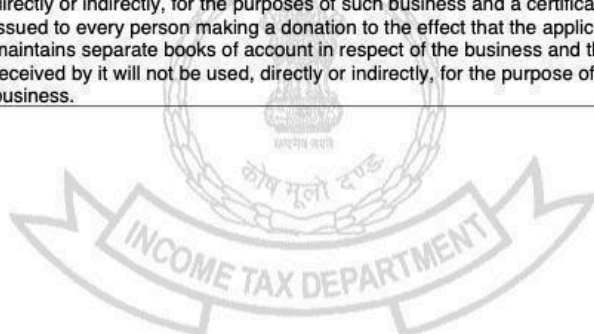 directly or indirectly, for the purposes of such business and a certifica
ssued to every person making a donation to the effect that the applic
maintains separate books of account in respect of the business and th
eceived by it will not be used, directly or indirectly, for the purpose of
business.
सत्यमेव जयते
कोष मूलो दण्डः
INCOME TAX DEPARTMENT